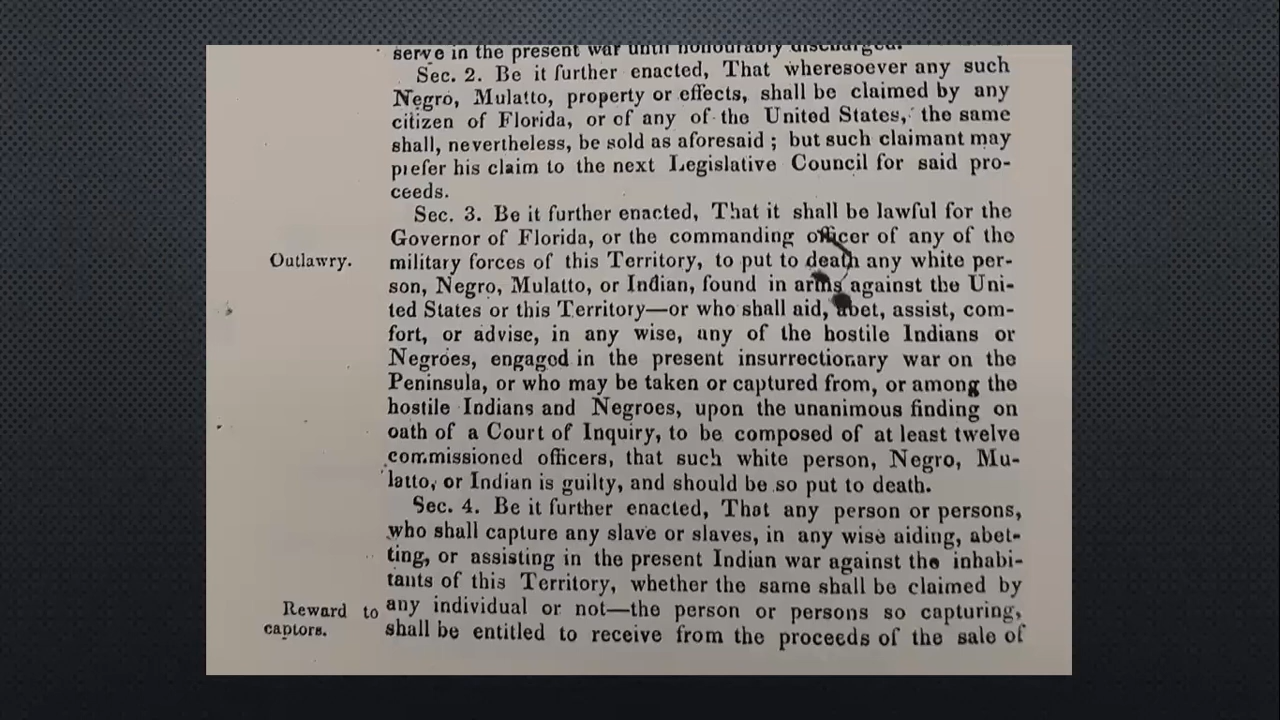 serve in the present war until honourably discharged.
Sec. 2. Be it further enacted, That wheresoever any such
Negro, Mulatto, property or effects, shall be claimed by any
citizen of Florida, or of any of the United States, the same
shall, nevertheless, be sold as aforesaid ; but such claimant may
prefer his claim to the next Legislative Council for said pro-
ceeds.
Sec. 3. Be it further enacted, That it shall be lawful for the
Governor of Florida, or the commanding officer of any of the
Outlawry.
military forces of this Territory, to put to death any white per-
son, Negro, Mulatto, or Indian, found in arms against the Uni-
ted States or this Territory—or who shall aid, abet, assist, com-
fort, or advise, in any wise, any of the hostile Indians or
Negroes, engaged in the present insurrectionary war on the
Peninsula, or who may be taken or captured from, or among the
hostile Indians and Negroes, upon the unanimous finding on
oath of a Court of Inquiry, to be composed of at least twelve
commissioned officers, that such white person, Negro, Mu-
latto, or Indian is guilty, and should be so put to death.
Sec. 4. Be it further enacted, That any person or persons,
who shall capture any slave or slaves, in any wise aiding, abet-
ting, or assisting in the present Indian war against the inhabi-
tants of this Territory, whether the same shall be claimed by
Reward to
captors.
any individual or not—the person or persons so capturing,
shall be entitled to receive from the proceeds of the sale of